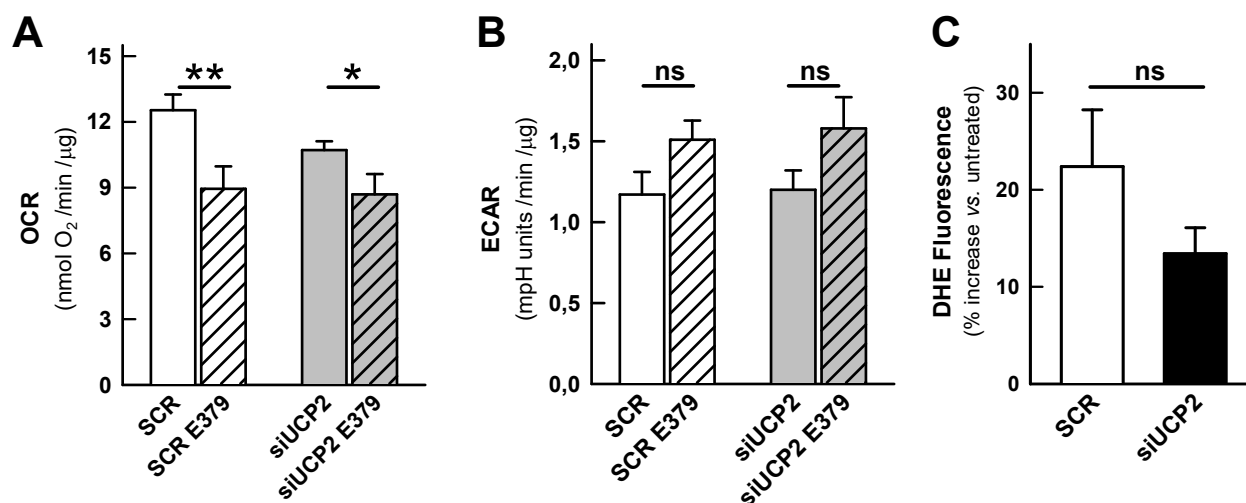 A
15
12
9
6
3
0
OCR
(nmol O₂ /min /μg)
**
*
SCR
SCR E379
siUCP2
siUCP2 E379
B
2,0
1,5
1,0
0,5
0,0
ECAR
(mpH units /min /μg)
ns
ns
SCR
SCR E379
siUCP2
siUCP2 E379
C
30
20
10
0
DHE Fluorescence
(% increase vs. untreated)
ns
SCR
siUCP2